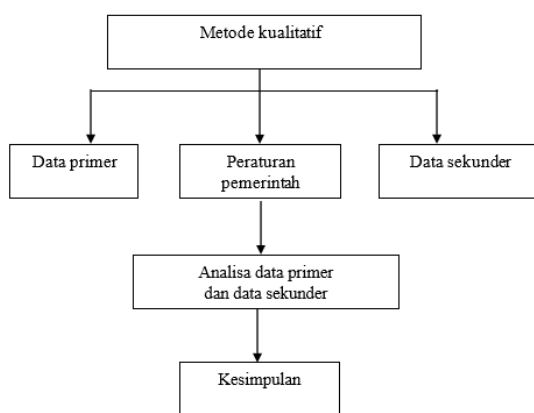 Metode kualitatif
Data primer
Peraturan
pemerintah
Data sekunder
Analisa data primer
dan data sekunder
Kesimpulan